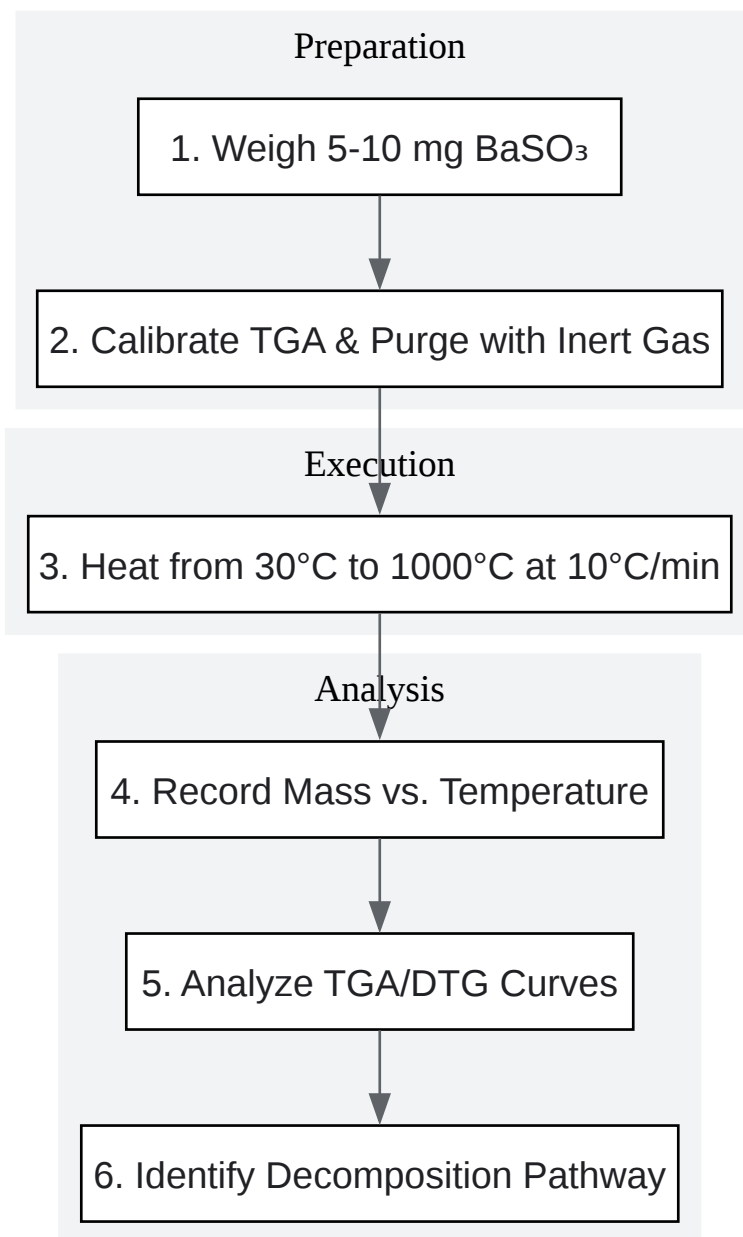 Preparation
1. Weigh 5-10 mg BaSO₃
2. Calibrate TGA & Purge with Inert Gas
Execution
3. Heat from 30°C to 1000°C at 10°C/min
Analysis
4. Record Mass vs. Temperature
5. Analyze TGA/DTG Curves
6. Identify Decomposition Pathway